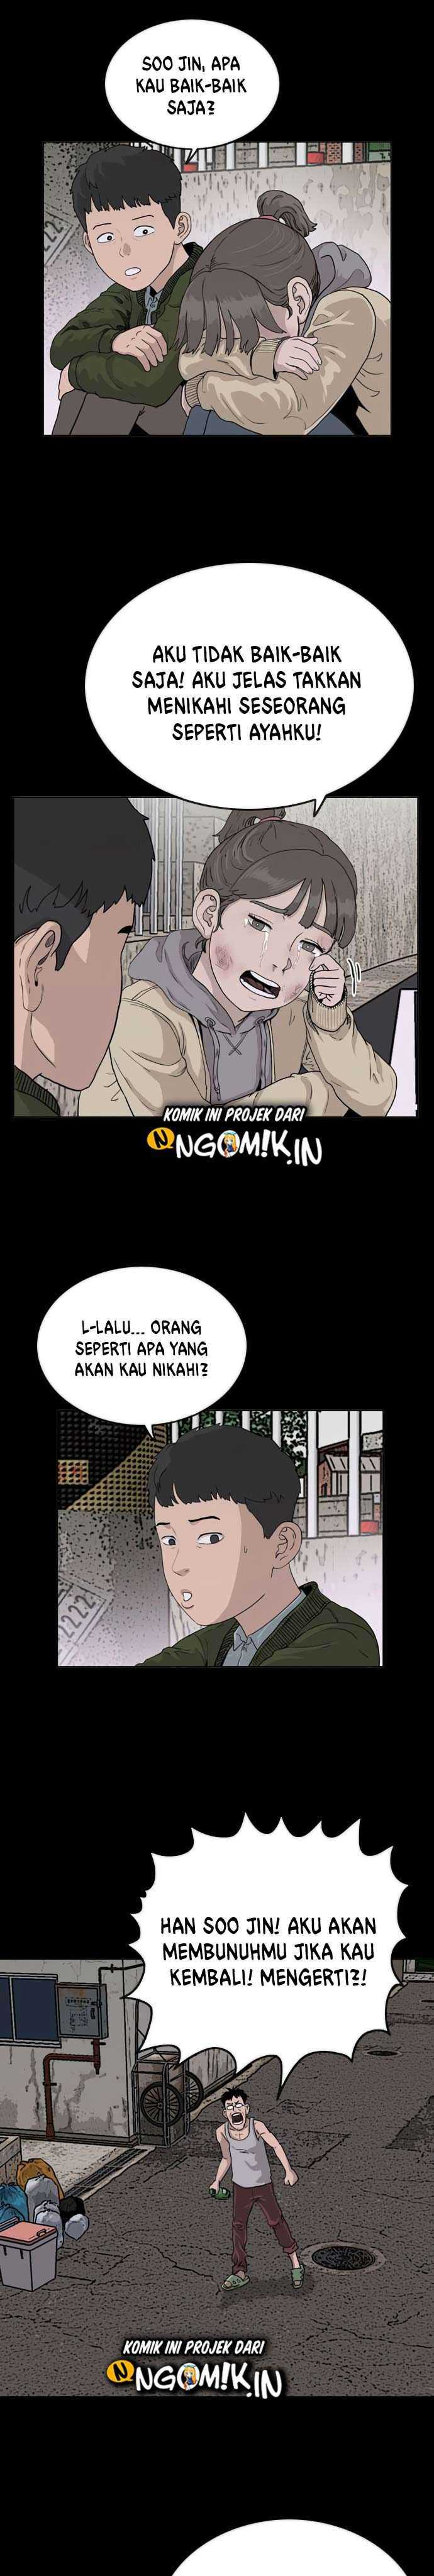 SOO JIN, APA
KAU BAIK-BAIK
SAJA?
2222
AKU TIDAK BAIK-BAIK
SAJA! AKU JELAS TAKKAN
MENIKAHI SESEORANG
SEPERTI AYAHKU!
KOMIK INI PROJEK DARI
N NGOMIK.IN
L-LALU... ORANG
SEPERTI APA YANG
AKAN KAU NIKAHI?
2222
HAN SOO JIN! AKU AKAN
MEMBUNUHMU JIKA KAU
KEMBALI! MENGERTI?!
KOMIK INI PROJEK DARI
N NGOMIK.IN